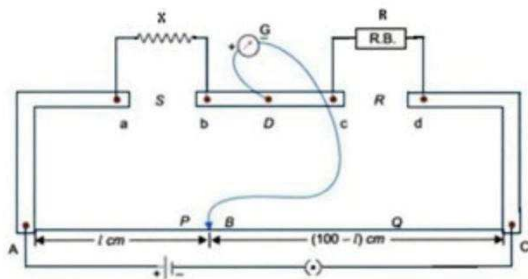 X G R
+ R.B.
S R
a b D c d
P B Q
A l cm (100 – l) cm C
+ –